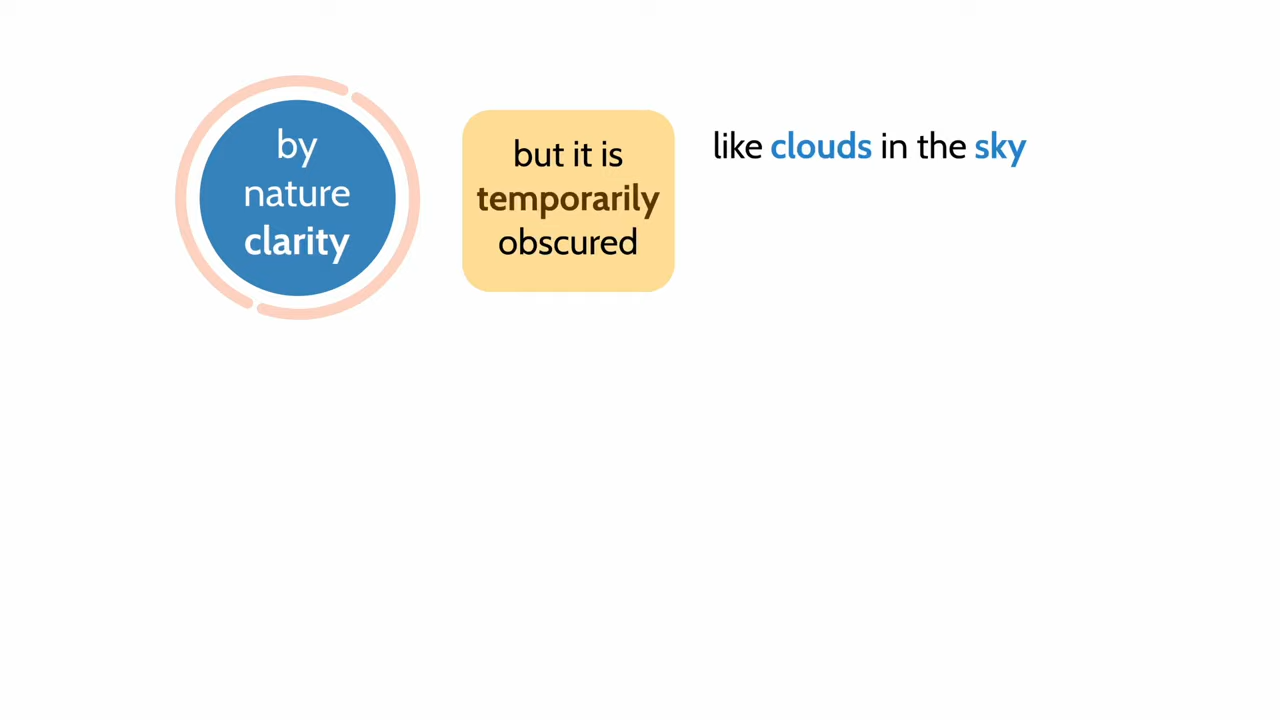 by
nature
clarity
but it is
temporarily
obscured
like clouds in the sky